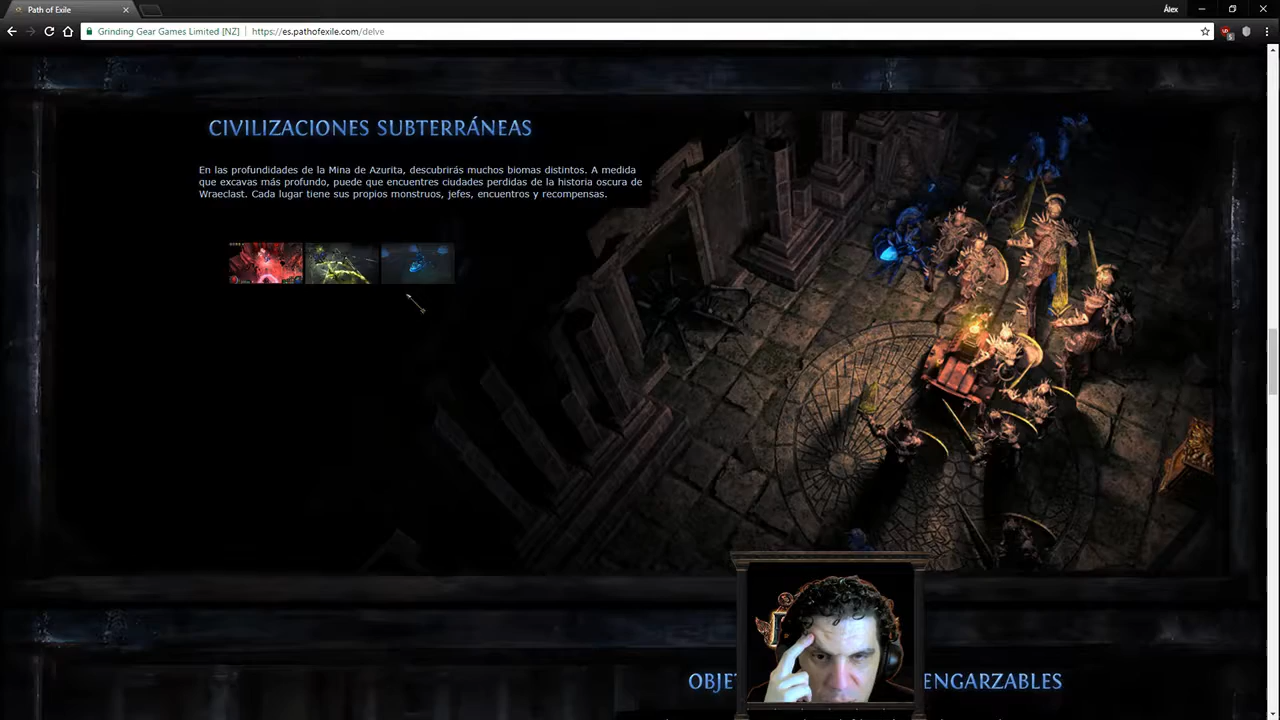 Path of Exile
Álex
Grinding Gear Games Limited [NZ]
https://es.pathofexile.com/delve
CIVILIZACIONES SUBTERRÁNEAS
En las profundidades de la Mina de Azurita, descubrirás muchos biomas distintos. A medida
que excavas más profundo, puede que encuentres ciudades perdidas de la historia oscura de
Wraeclast. Cada lugar tiene sus propios monstruos, jefes, encuentros y recompensas.
ENGARZABLES